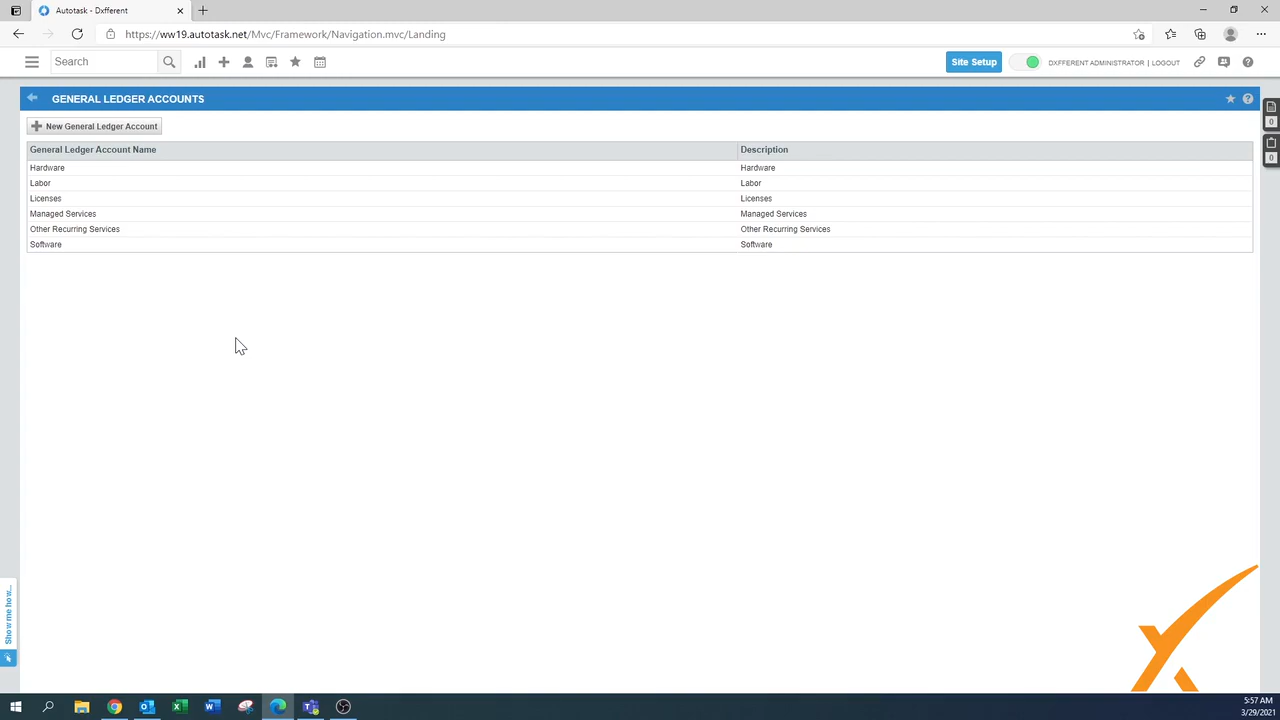 Autotask - Dxfferent
https://ww19.autotask.net/Mvc/Framework/Navigation.mvc/Landing
Search
Site Setup
DXFFERENT ADMINISTRATOR | LOGOUT
GENERAL LEDGER ACCOUNTS
0
New General Ledger Account
0
General Ledger Account Name Description
Hardware Hardware
Labor Labor
Licenses Licenses
Managed Services Managed Services
Other Recurring Services Other Recurring Services
Software Software
Show me how...
5:57 AM
3/29/2021